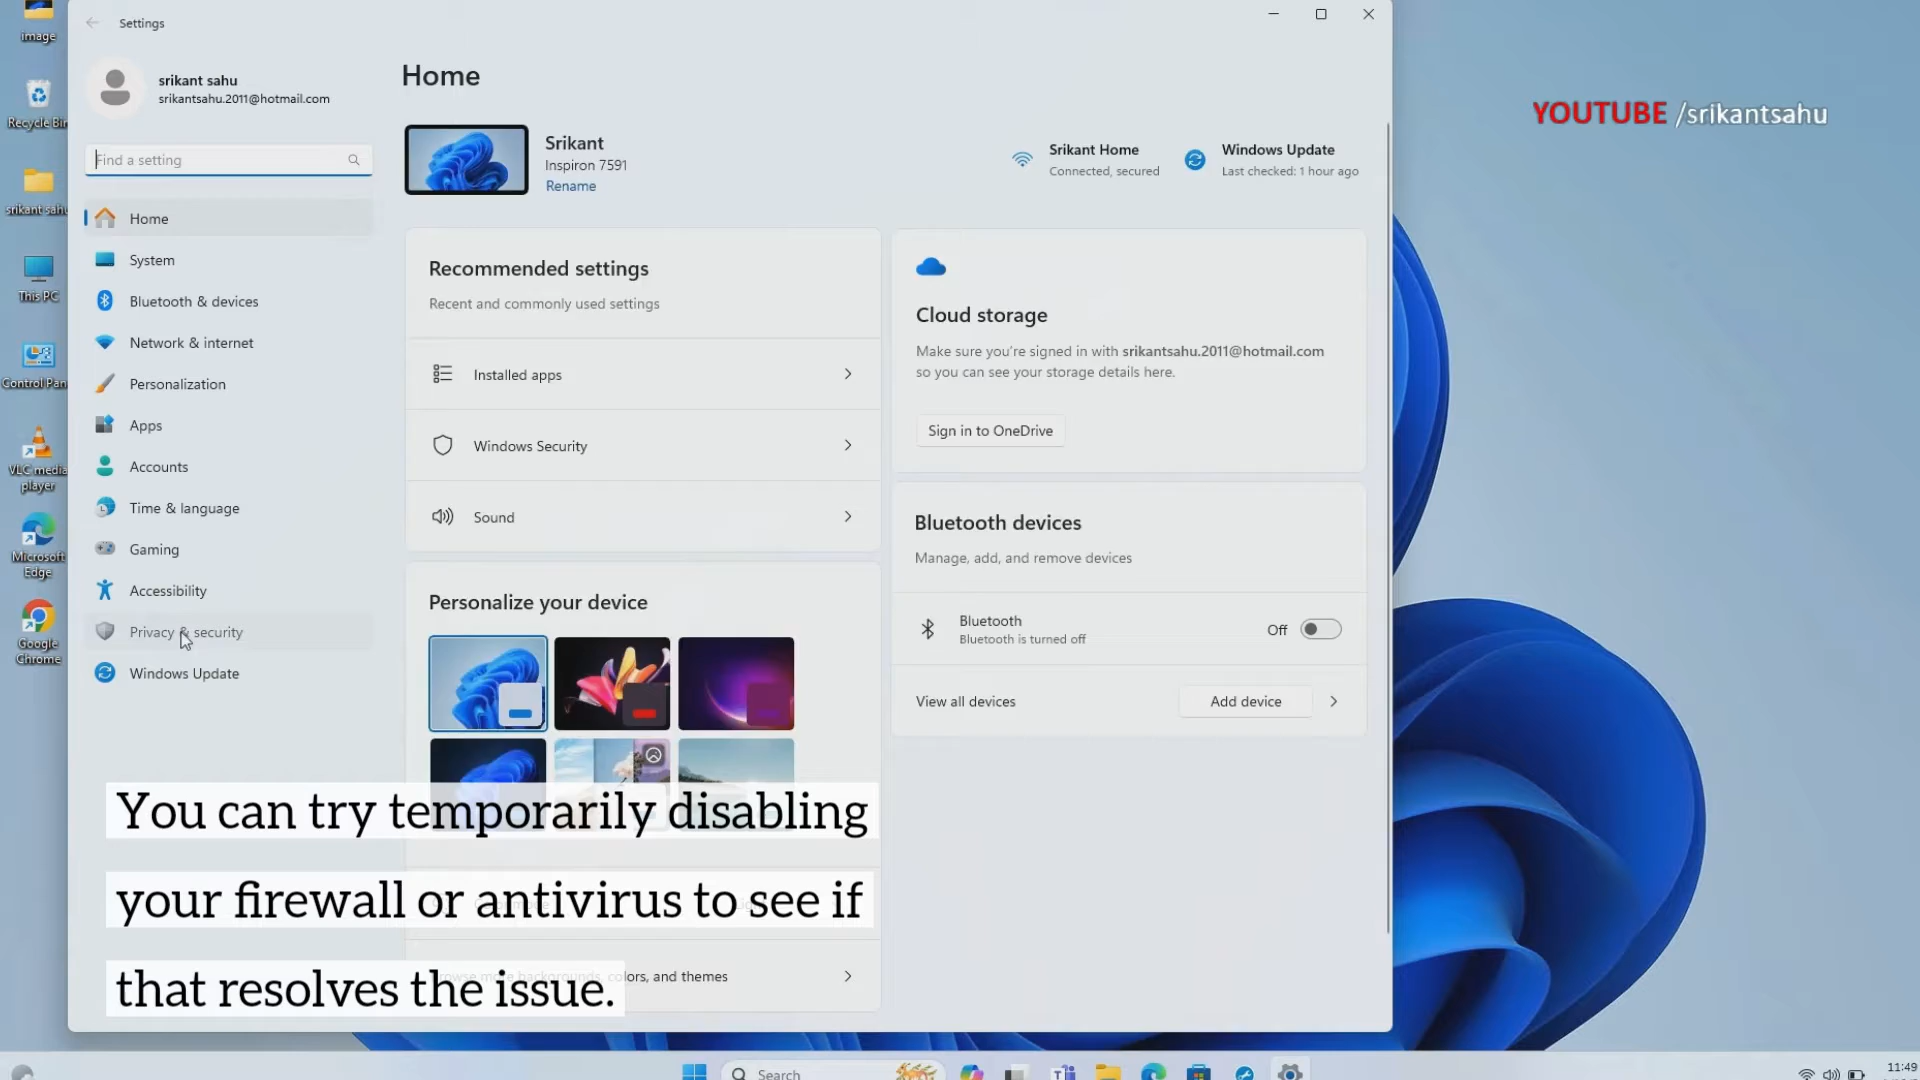 image
Recycle Bin
srikant sahu
This PC
Control Pan
VLC media
player
Microsoft
Edge
Google
Chrome
Settings
srikant sahu
srikantsahu.2011@hotmail.com
Find a setting
Home
System
Bluetooth & devices
Network & internet
Personalization
Apps
Accounts
Time & language
Gaming
Accessibility
Privacy & security
Windows Update
Home
Srikant
Inspiron 7591
Rename
Srikant Home
Connected, secured
Windows Update
Last checked: 1 hour ago
Recommended settings
Recent and commonly used settings
Installed apps
Windows Security
Sound
Personalize your device
Browse more backgrounds, colors, and themes
Cloud storage
Make sure you're signed in with srikantsahu.2011@hotmail.com
so you can see your storage details here.
Sign in to OneDrive
Bluetooth devices
Manage, add, and remove devices
Bluetooth
Bluetooth is turned off
Off
View all devices
Add device
YOUTUBE /srikantsahu
You can try temporarily disabling
your firewall or antivirus to see if
that resolves the issue.
Search
11:49